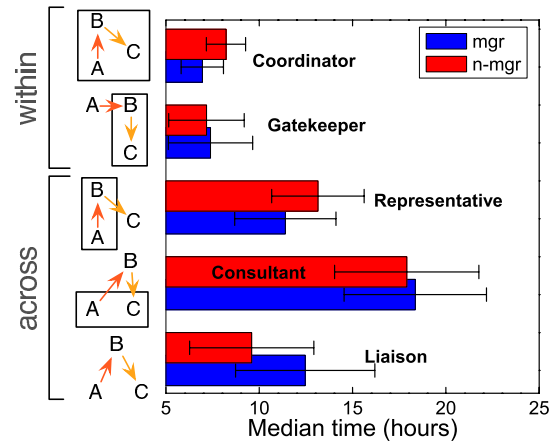 within
across
B
C
A
A B
C
B
C
A
B
A C
B
A C
mgr
n-mgr
Coordinator
Gatekeeper
Representative
Consultant
Liaison
5 10 15 20 25
Median time (hours)